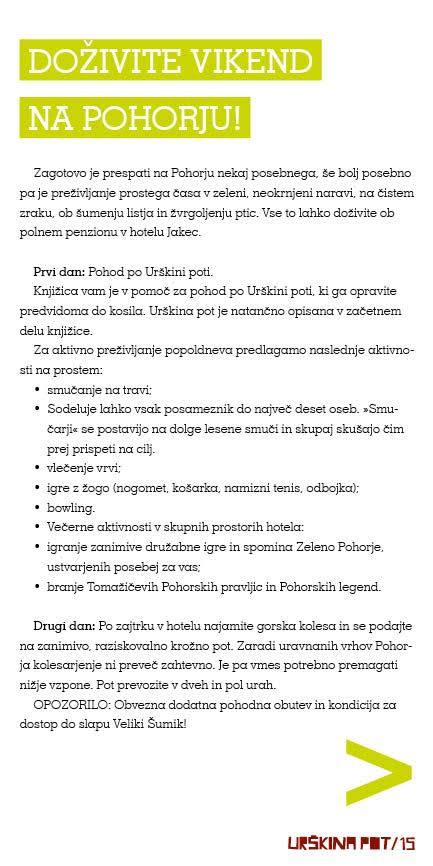 DOŽIVITE VIKEND
NA POHORJU!
Zagotovo je prespati na Pohorju nekaj posebnega, še bolj posebno
pa je preživljanje prostega časa v zeleni, neokrnjeni naravi, na čistem
zraku, ob šumenju listja in žvrgoljenju ptic. Vse to lahko doživite ob
polnem penzionu v hotelu Jakec.
Prvi dan: Pohod po Urškini poti.
Knjižica vam je v pomoč za pohod po Urškini poti, ki ga opravite
predvidoma do kosila. Urškina pot je natančno opisana v začetnem
delu knjižice.
Za aktivno preživljanje popoldneva predlagamo naslednje aktivno-
sti na prostem:
• smučanje na travi;
• Sodeluje lahko vsak posameznik do največ deset oseb. »Smu-
čarji« se postavijo na dolge lesene smuči in skupaj skušajo čim
prej prispeti na cilj.
• vlečenje vrvi;
• igre z žogo (nogomet, košarka, namizni tenis, odbojka);
• bowling.
• Večerne aktivnosti v skupnih prostorih hotela:
• igranje zanimive družabne igre in spomina Zeleno Pohorje,
ustvarjenih posebej za vas;
• branje Tomažičevih Pohorskih pravljic in Pohorskih legend.
Drugi dan: Po zajtrku v hotelu najamite gorska kolesa in se podajte
na zanimivo, raziskovalno krožno pot. Zaradi uravnanih vrhov Pohor-
ja kolesarjenje ni preveč zahtevno. Je pa vmes potrebno premagati
nižje vzpone. Pot prevozite v dveh in pol urah.
OPOZORILO: Obvezna dodatna pohodna obutev in kondicija za
dostop do slapu Veliki Šumik!
>
URŠKINA POT/15